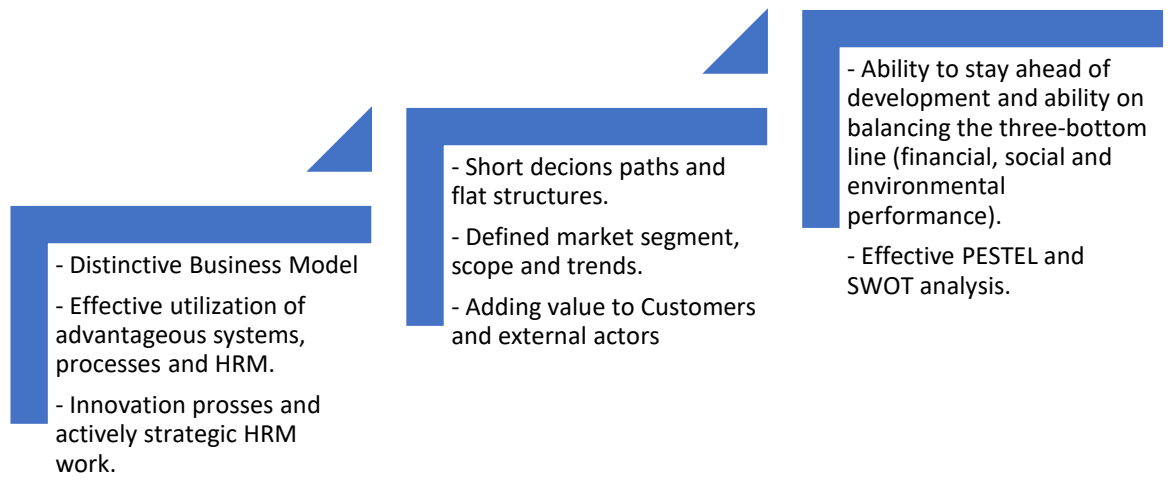 - Distinctive Business Model
- Effective utilization of
advantageous systems,
processes and HRM.
- Innovation prosses and
actively strategic HRM
work.
- Short decions paths and
flat structures.
- Defined market segment,
scope and trends.
- Adding value to Customers
and external actors
- Ability to stay ahead of
development and ability on
balancing the three-bottom
line (financial, social and
environmental
performance).
- Effective PESTEL and
SWOT analysis.